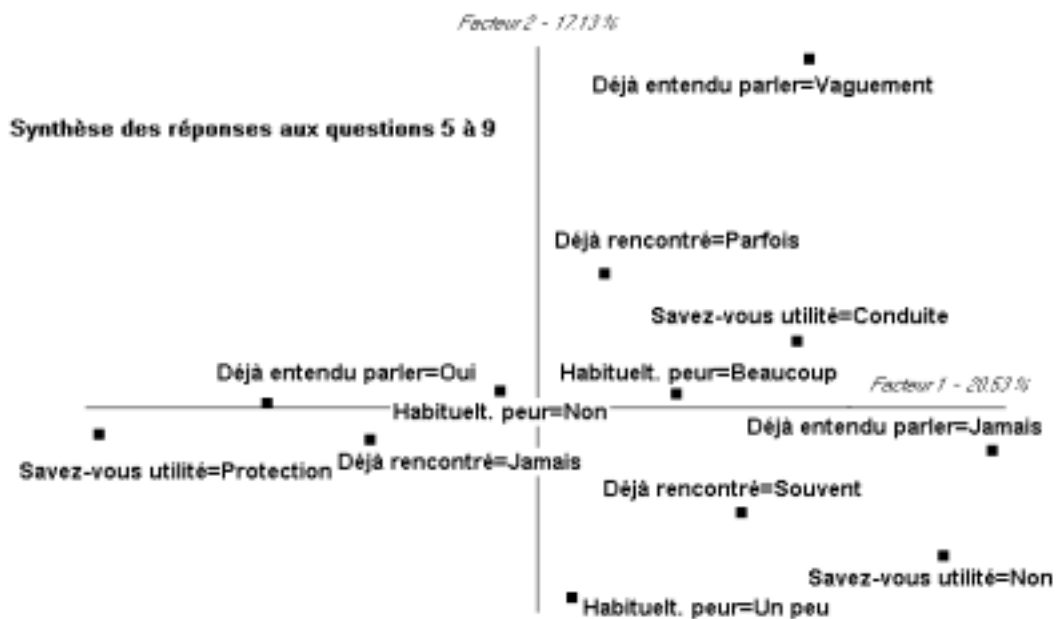 Facteur 2 - 17.13 %
Déjà entendu parler=Vaguement
Synthèse des réponses aux questions 5 à 9
Déjà rencontré=Parfois
Savez-vous utilité=Conduite
Déjà entendu parler=Oui
Habituelt. peur=Beaucoup
Facteur 1 - 20.53 %
Habituelt. peur=Non
Déjà entendu parler=Jamais
Savez-vous utilité=Protection
Déjà rencontré=Jamais
Déjà rencontré=Souvent
Savez-vous utilité=Non
Habituelt. peur=Un peu